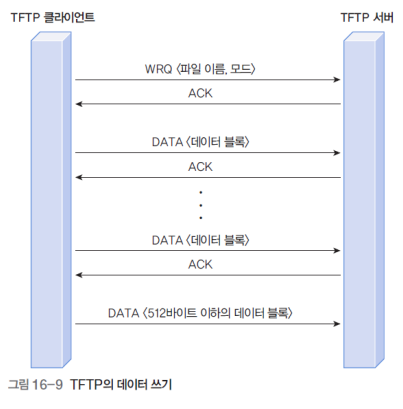 TFTP 클라이언트
TFTP 서버
WRQ 〈파일 이름, 모드〉
ACK
DATA 〈데이터 블록〉
ACK
DATA 〈데이터 블록〉
ACK
DATA 〈512바이트 이하의 데이터 블록〉
그림 16-9 TFTP의 데이터 쓰기